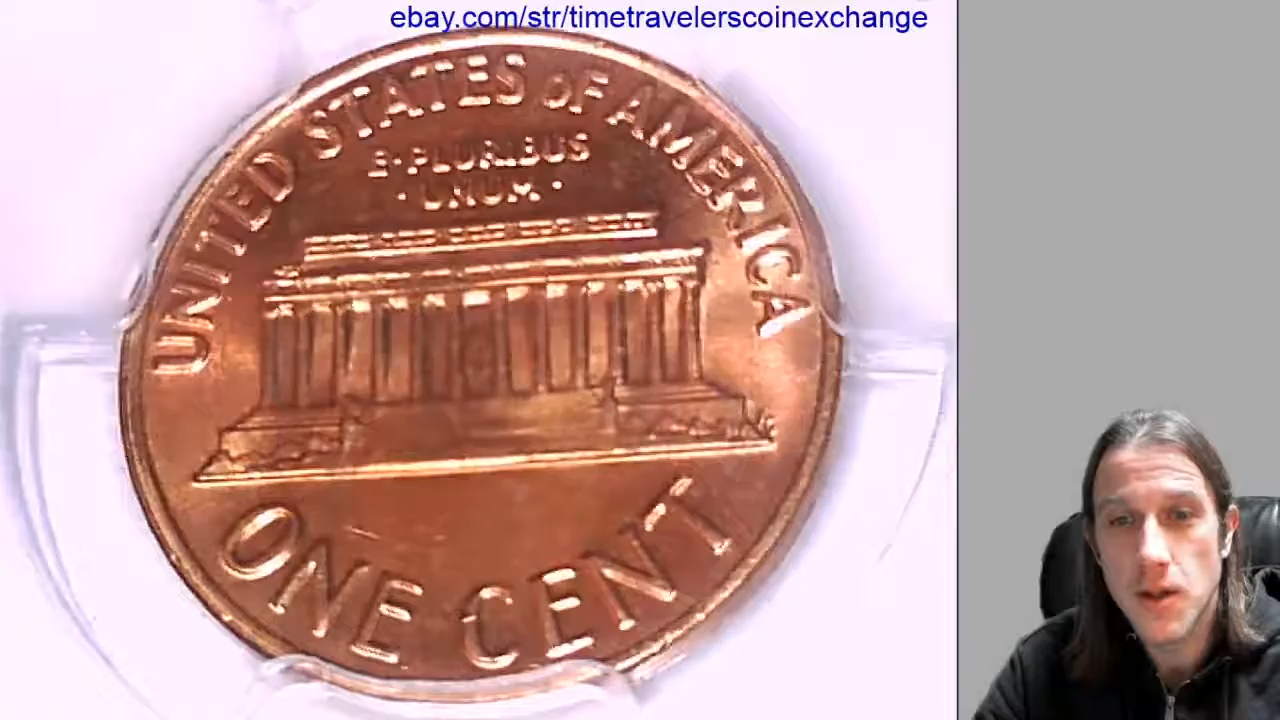 ebay.com/str/timetravelerscoinexchange
UNITED STATES OF AMERICA
E·PLURIBUS
·UNUM·
ONE CENT